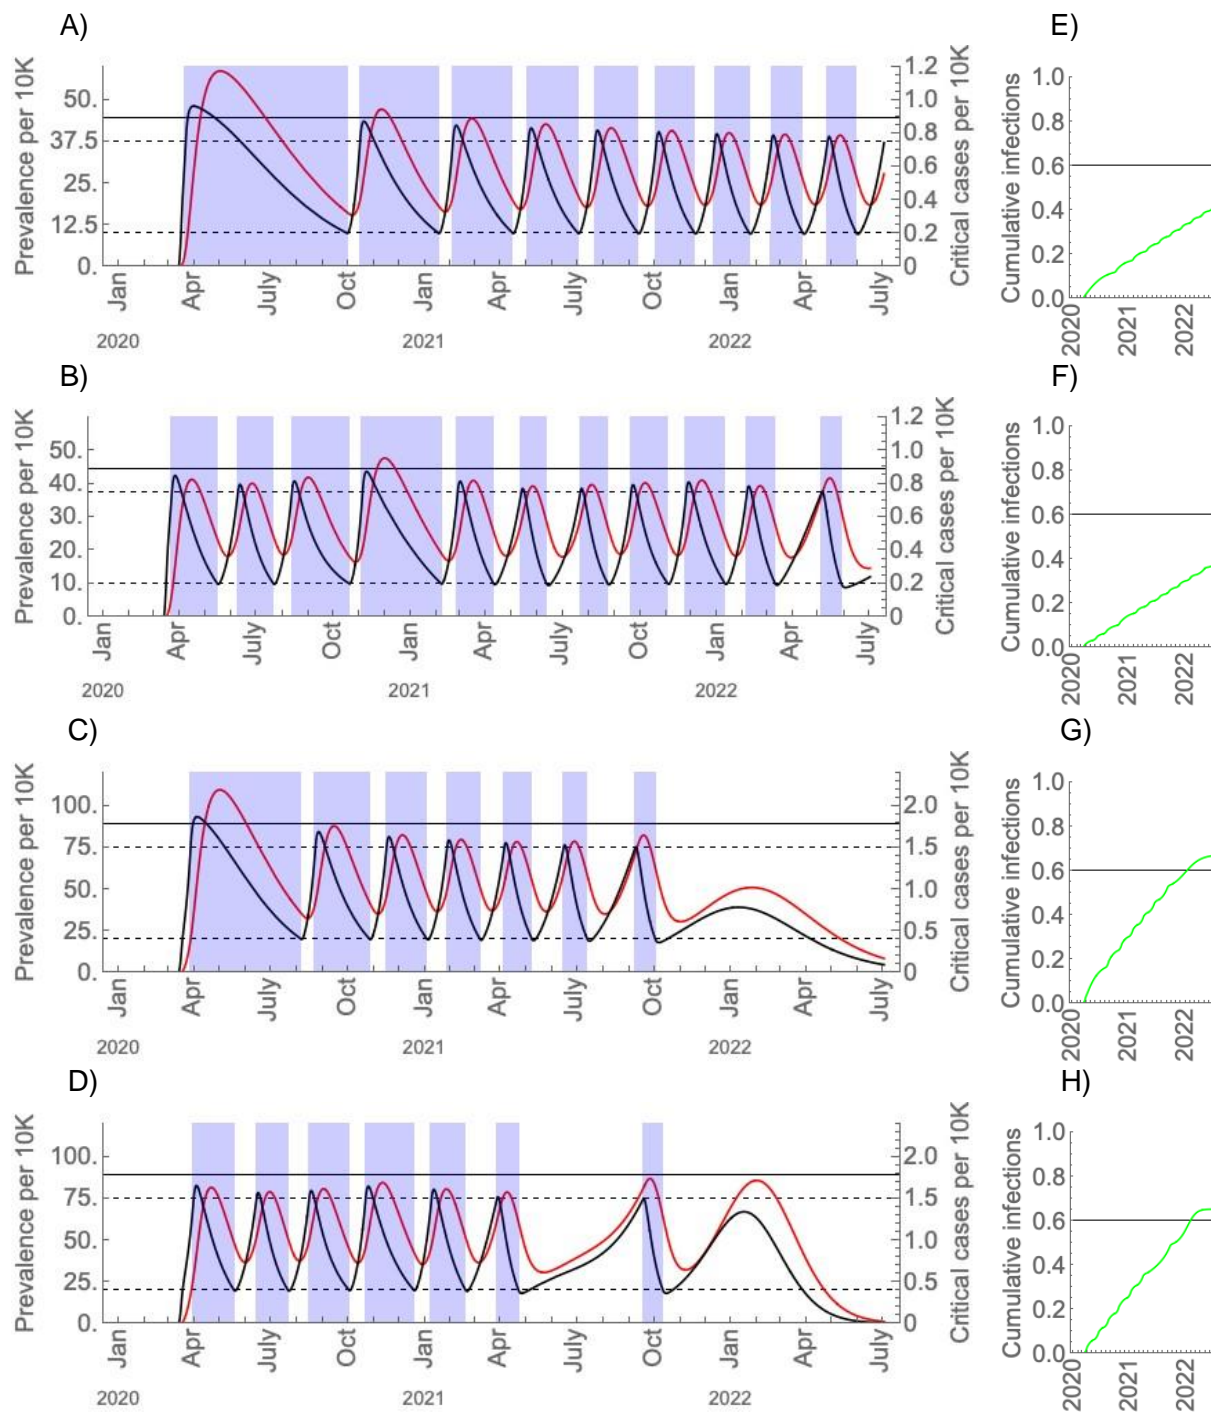 A)
Prevalence per 10K
50.
37.5
25.
12.5
0.
1.2
1.0
0.8
0.6
0.4
0.2
0
Critical cases per 10K
Jan
April
July
Oct
Jan
Apr
July
Oct
Jan
Apr
July
2020
2021
2022
E)
Cumulative infections
1.0
0.8
0.6
0.4
0.2
0.0
2020
2021
2022
B)
Prevalence per 10K
50.
40
30
20
10
0
1.2
1.0
0.8
0.6
0.4
0.2
0
Critical cases per 10K
Jan
April
July
Oct
Jan
Apr
July
Oct
Jan
Apr
July
2020
2021
2022
F)
Cumulative infections
1.0
0.8
0.6
0.4
0.2
0.0
2020
2021
2022
C)
Prevalence per 10K
100.
75
50
25
0.
2.0
1.5
1.0
0.5
0
Critical cases per 10K
Jan
April
July
Oct
Jan
Apr
July
Oct
Jan
Apr
July
2020
2021
2022
G)
Cumulative infections
1.0
0.8
0.6
0.4
0.2
0.0
2020
2021
2022
D)
Prevalence per 10K
100.
75
50
25
0.
2.0
1.5
1.0
0.5
0
Critical cases per 10K
Jan
April
July
Oct
Jan
Apr
July
Oct
Jan
Apr
July
2020
2021
2022
H)
Cumulative infections
1.0
0.8
0.6
0.4
0.2
0.0
2020
2021
2022